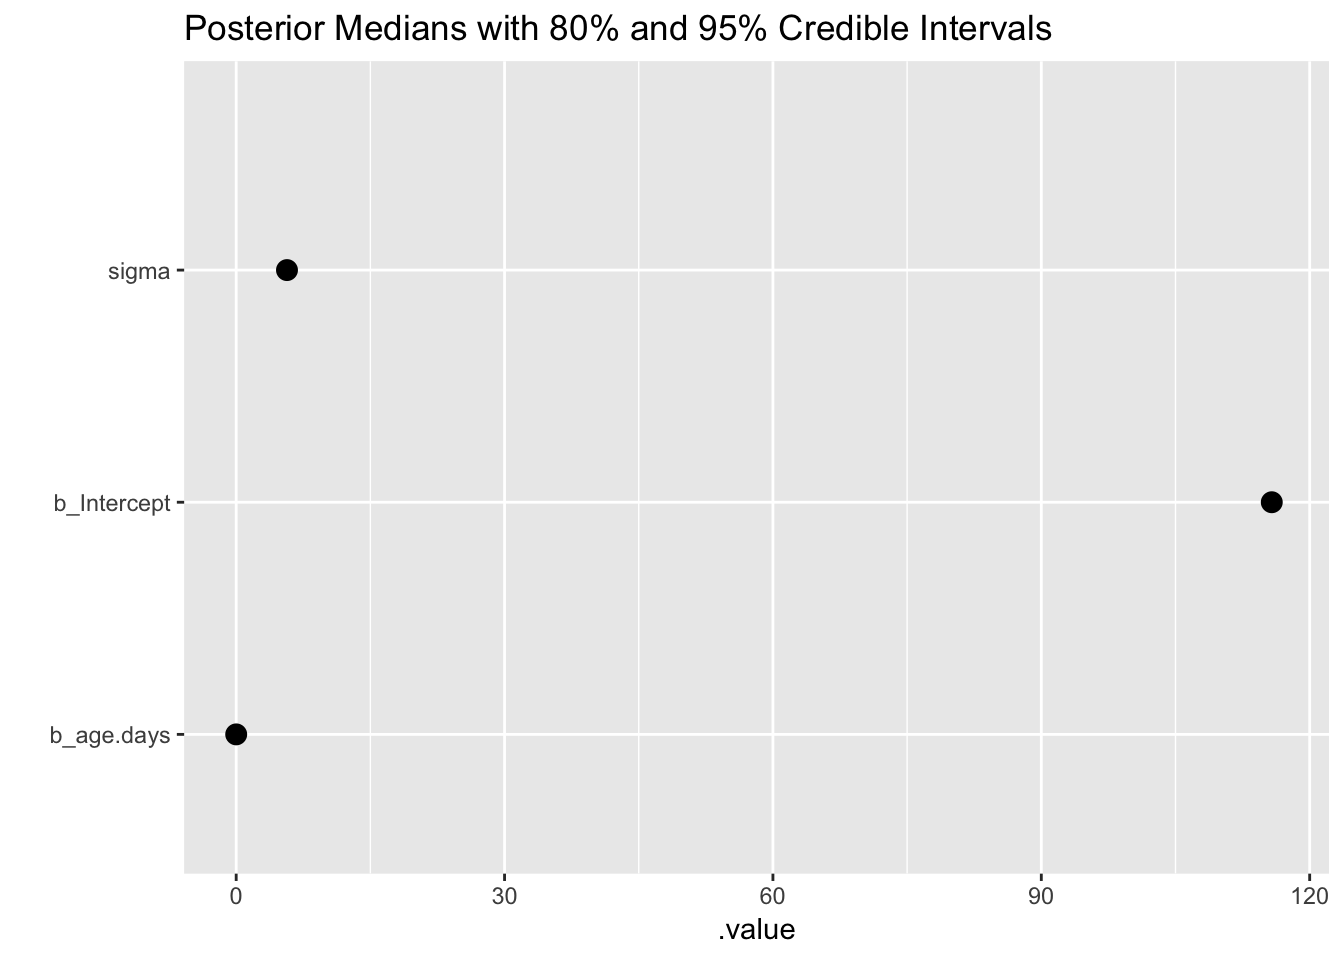 Posterior Medians with 80% and 95% Credible Intervals
sigma
b_Intercept
b_age.days
0 30 60 90 120
.value